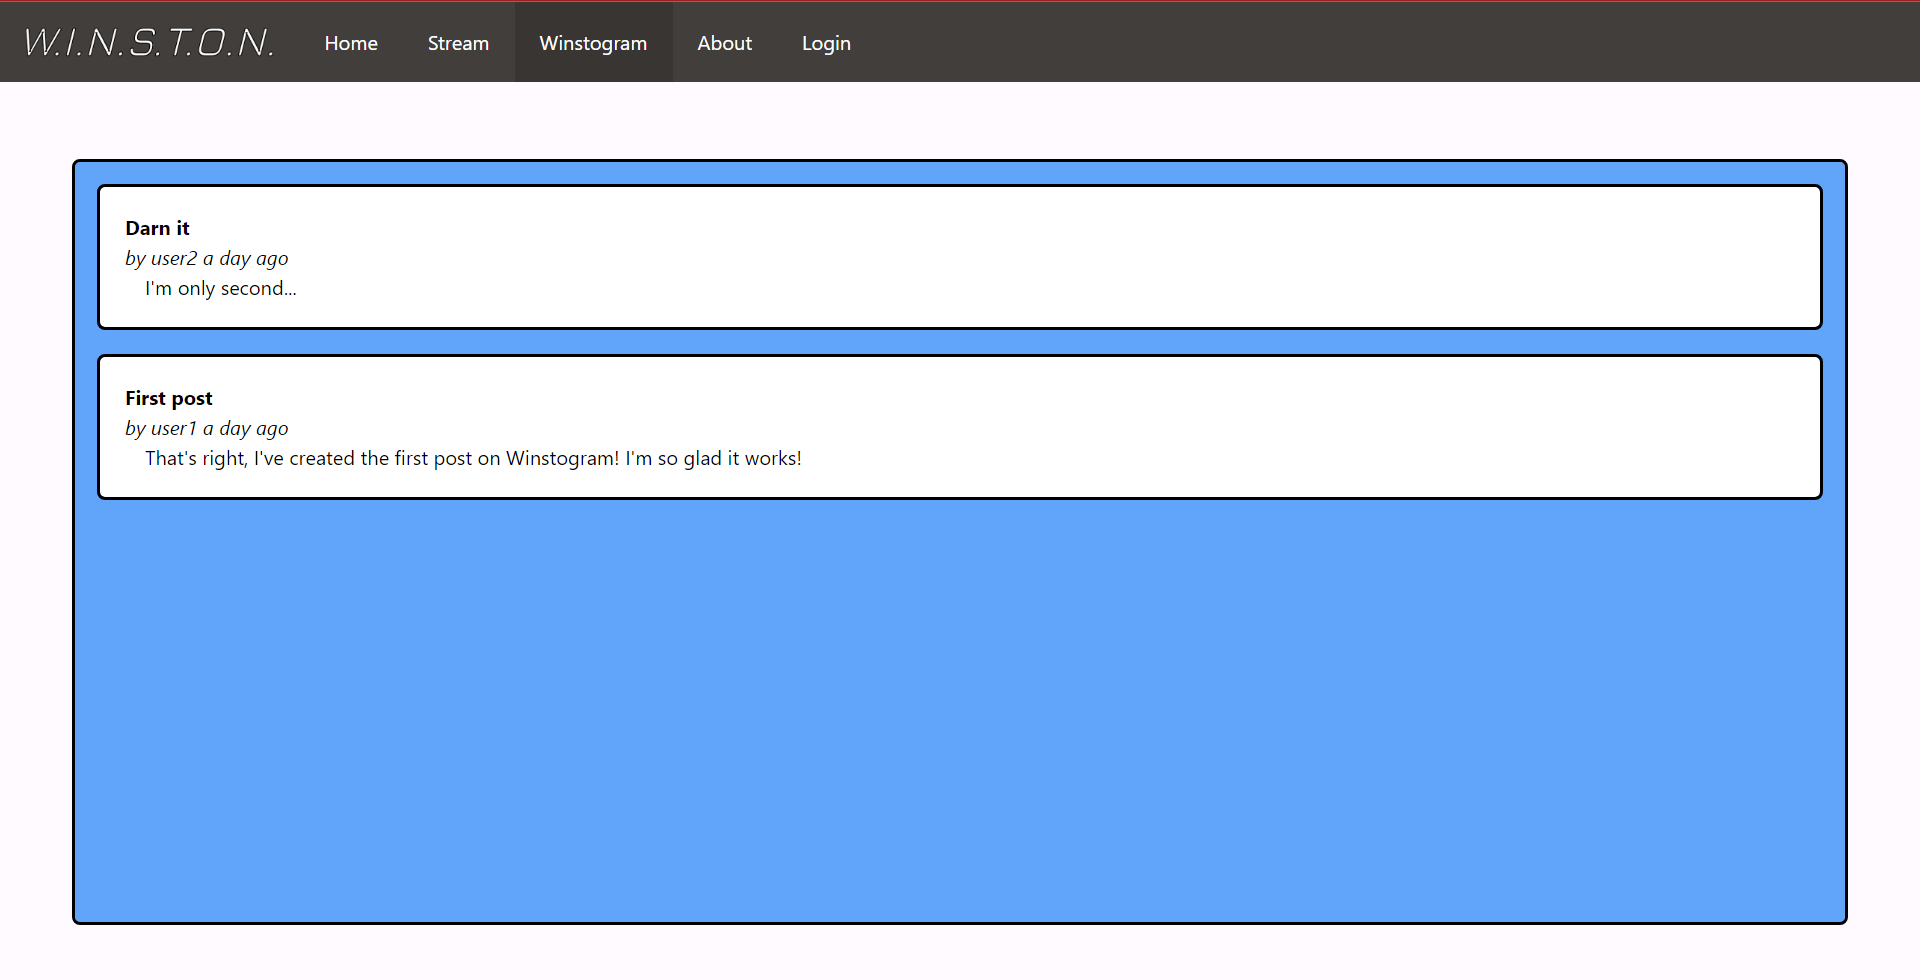 W.I.N.S.T.O.N. Home Stream Winstogram About Login
Darn it
by user2 a day ago
I'm only second...
First post
by user1 a day ago
That's right, I've created the first post on Winstogram! I'm so glad it works!